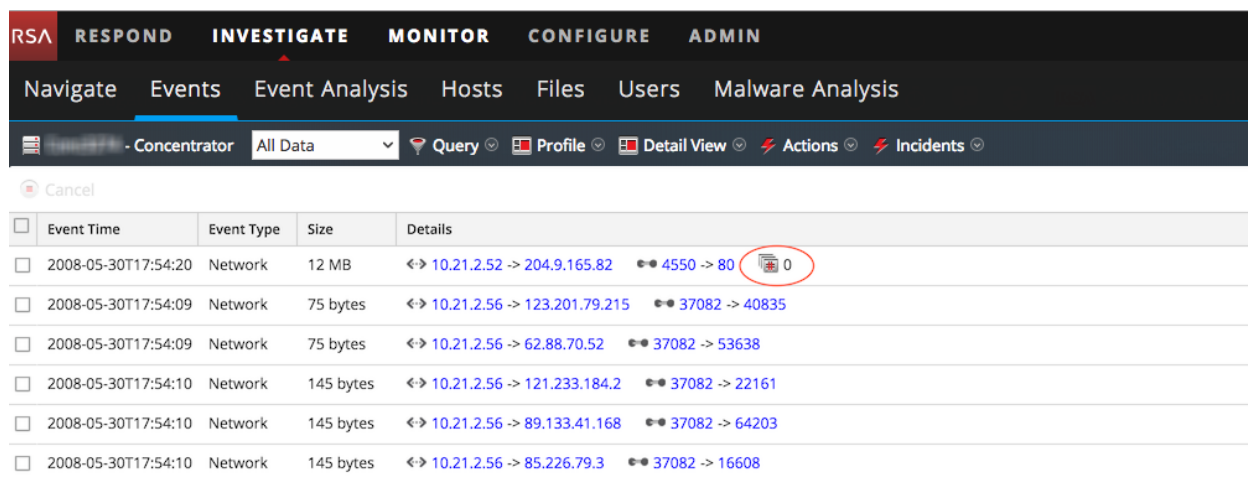 RSA RESPOND INVESTIGATE MONITOR CONFIGURE ADMIN
Navigate Events Event Analysis Hosts Files Users Malware Analysis
- Concentrator All Data Query Profile Detail View Actions Incidents
Cancel
Event Time Event Type Size Details
2008-05-30T17:54:20 Network 12 MB 10.21.2.52 -> 204.9.165.82 4550 -> 80 0
2008-05-30T17:54:09 Network 75 bytes 10.21.2.56 -> 123.201.79.215 37082 -> 40835
2008-05-30T17:54:09 Network 75 bytes 10.21.2.56 -> 62.88.70.52 37082 -> 53638
2008-05-30T17:54:10 Network 145 bytes 10.21.2.56 -> 121.233.184.2 37082 -> 22161
2008-05-30T17:54:10 Network 145 bytes 10.21.2.56 -> 89.133.41.168 37082 -> 64203
2008-05-30T17:54:10 Network 145 bytes 10.21.2.56 -> 85.226.79.3 37082 -> 16608